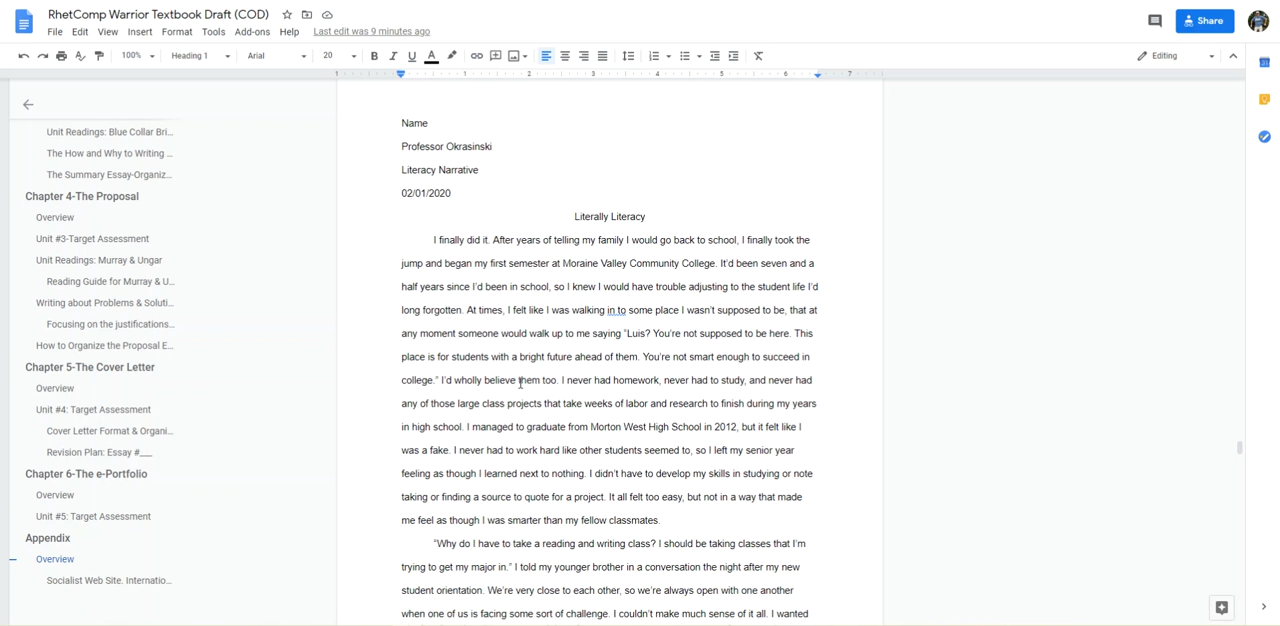 RhetComp Warrior Textbook Draft (COD)
File Edit View Insert Format Tools Add-ons Help Last edit was 9 minutes ago
Share
100% Heading 1 Arial 20 B I U A Editing
1 1 2 3 4 5 6 7
Unit Readings: Blue Collar Bri...
The How and Why to Writing ...
The Summary Essay-Organiz...
Chapter 4-The Proposal
Overview
Unit #3-Target Assessment
Unit Readings: Murray & Ungar
Reading Guide for Murray & U...
Writing about Problems & Soluti...
Focusing on the justifications...
How to Organize the Proposal E...
Chapter 5-The Cover Letter
Overview
Unit #4: Target Assessment
Cover Letter Format & Organi...
Revision Plan: Essay #___
Chapter 6-The e-Portfolio
Overview
Unit #5: Target Assessment
Appendix
Overview
Socialist Web Site. Internatio...
Name
Professor Okrasinski
Literacy Narrative
02/01/2020
Literally Literacy
I finally did it. After years of telling my family I would go back to school, I finally took the
jump and began my first semester at Moraine Valley Community College. It'd been seven and a
half years since I'd been in school, so I knew I would have trouble adjusting to the student life I'd
long forgotten. At times, I felt like I was walking in to some place I wasn't supposed to be, that at
any moment someone would walk up to me saying "Luis? You're not supposed to be here. This
place is for students with a bright future ahead of them. You're not smart enough to succeed in
college." I'd wholly believe them too. I never had homework, never had to study, and never had
any of those large class projects that take weeks of labor and research to finish during my years
in high school. I managed to graduate from Morton West High School in 2012, but it felt like I
was a fake. I never had to work hard like other students seemed to, so I left my senior year
feeling as though I learned next to nothing. I didn't have to develop my skills in studying or note
taking or finding a source to quote for a project. It all felt too easy, but not in a way that made
me feel as though I was smarter than my fellow classmates.
"Why do I have to take a reading and writing class? I should be taking classes that I'm
trying to get my major in." I told my younger brother in a conversation the night after my new
student orientation. We're very close to each other, so we're always open with one another
when one of us is facing some sort of challenge. I couldn't make much sense of it all. I wanted